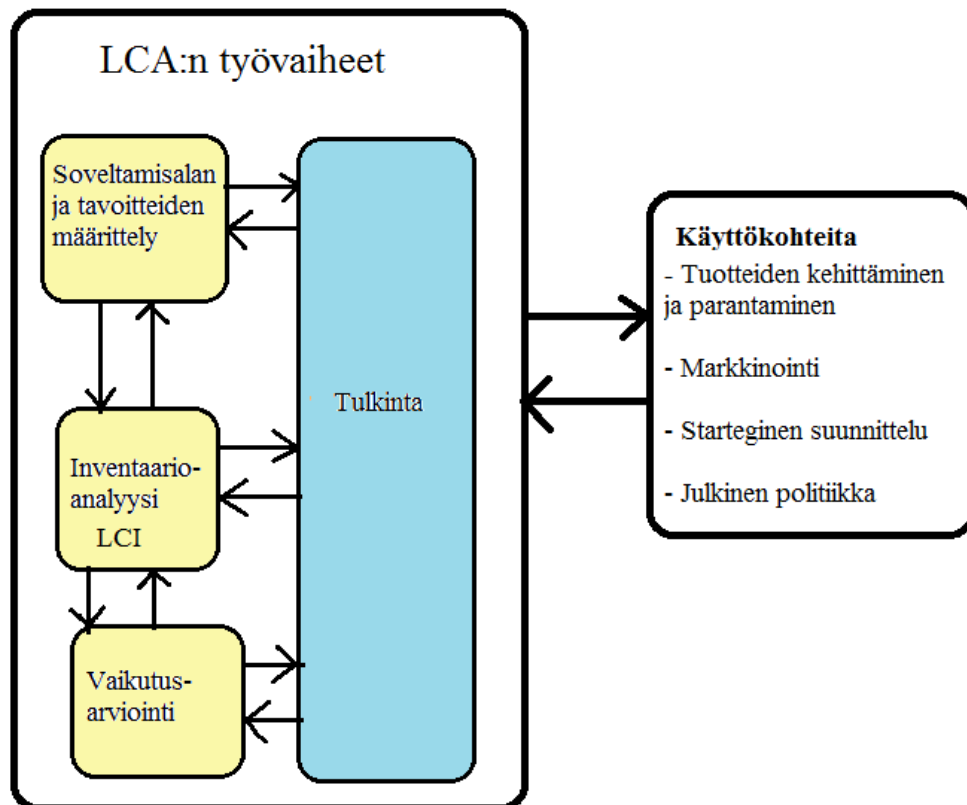 LCA:n työvaiheet
Soveltamisalan
ja tavoitteiden
määrittely
Inventaario-
analyysi
LCI
Vaikutus-
arviointi
Tulkinta
Käyttökohteita
- Tuotteiden kehittäminen
ja parantaminen
- Markkinointi
- Starteginen suunnittelu
- Julkinen politiikka